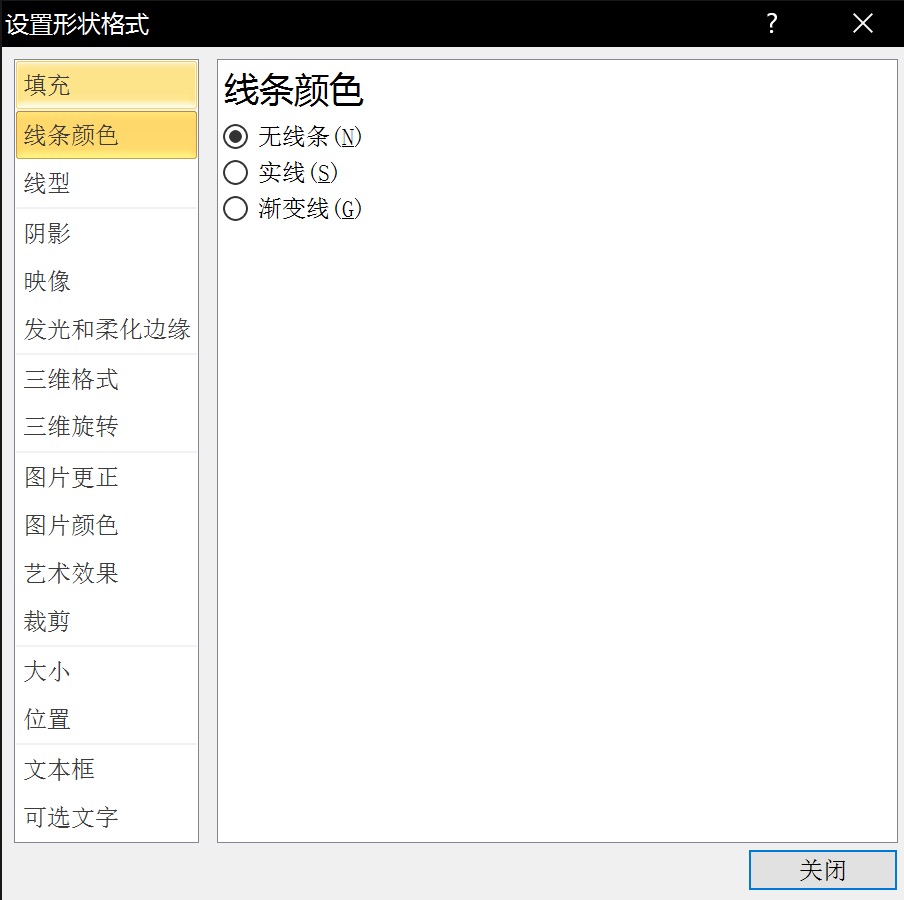 设置形状格式
?
填充
线条颜色
线型
阴影
映像
发光和柔化边缘
三维格式
三维旋转
图片更正
图片颜色
艺术效果
裁剪
大小
位置
文本框
可选文字
线条颜色
无线条(N)
实线(S)
渐变线(G)
关闭